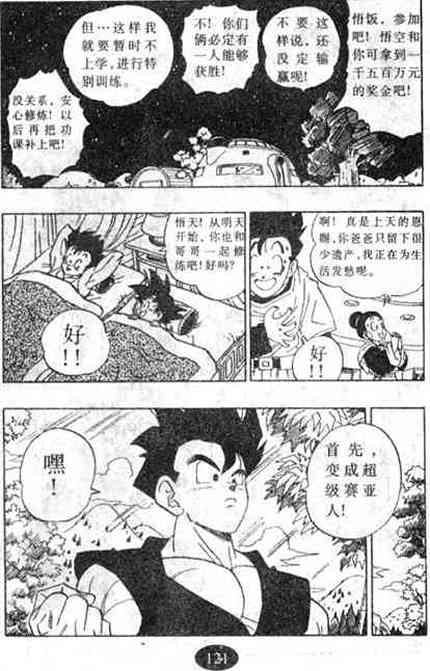 悟饭，参加
吧！悟空和
你可拿到一
千五百万元
的奖金吧！
不要这
样说，还
没定输
赢呢！
不！你们
俩必定有
一人能够
获胜！
但…这样我
就要暂时不
上学，进行特
别训练。
没关系，安
心修炼！以
后再把功
课补上吧！
啊！真是上天的恩
赐，你爸爸只留下很
少遗产，我正在为生
活发愁呢。
好
！！
悟天！从明天
开始，你也和
哥哥一起修
炼吧！好吗？
好
！！
首先，
变成超
级赛亚
人！
嘿
！
121